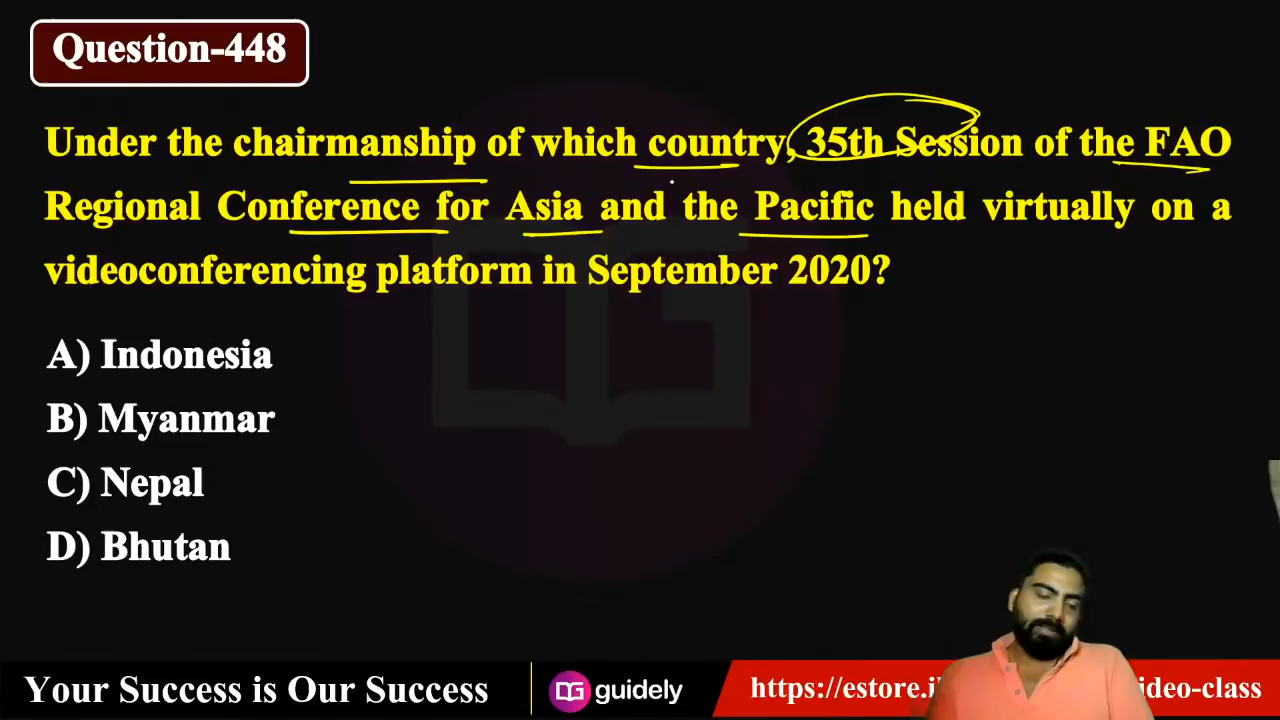 Question-448
Under the chairmanship of which country, 35th Session of the FAO
Regional Conference for Asia and the Pacific held virtually on a
videoconferencing platform in September 2020?
A) Indonesia
B) Myanmar
C) Nepal
D) Bhutan
Your Success is Our Success
guidely
https://estore.i
ideo-class